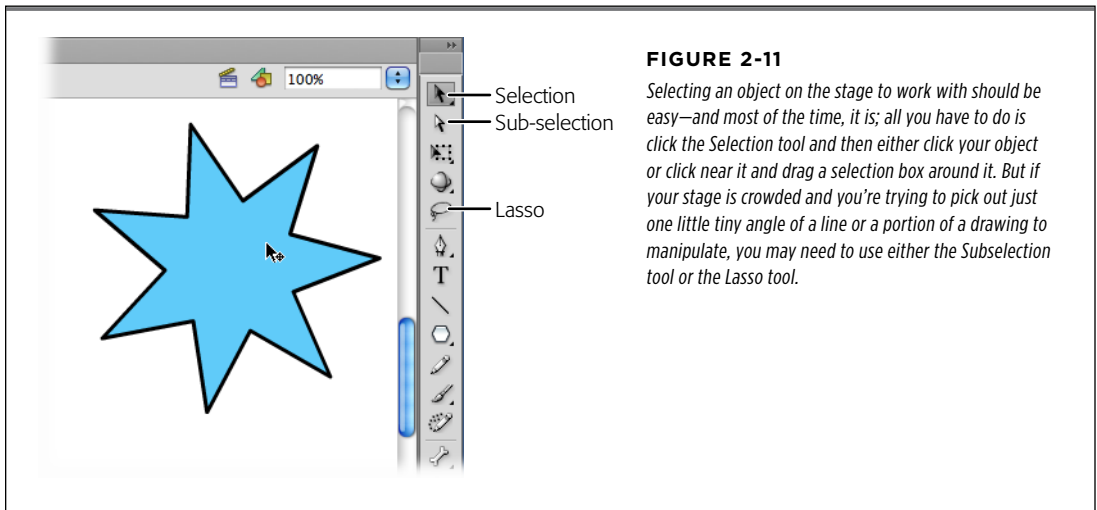 100%
Selection
Sub-selection
Lasso
T
FIGURE 2-11
Selecting an object on the stage to work with should be
easy—and most of the time, it is; all you have to do is
click the Selection tool and then either click your object
or click near it and drag a selection box around it. But if
your stage is crowded and you’re trying to pick out just
one little tiny angle of a line or a portion of a drawing to
manipulate, you may need to use either the Subselection
tool or the Lasso tool.